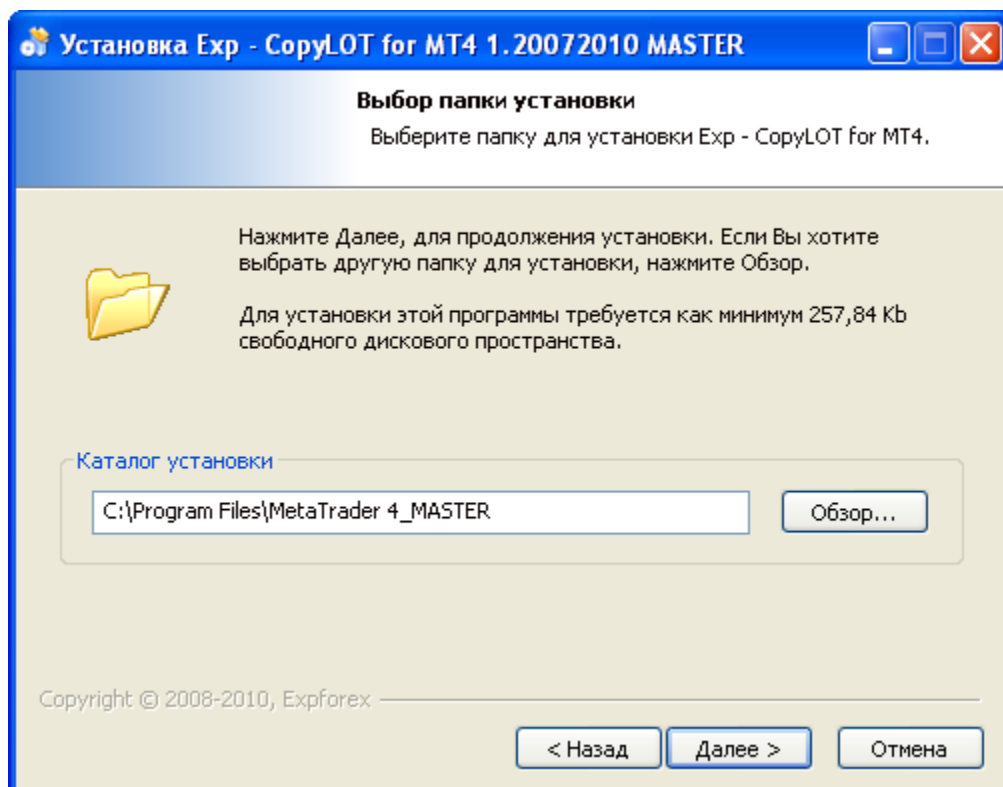 Установка Exp - CopyLOT for MT4 1.20072010 MASTER
Выбор папки установки
Выберите папку для установки Exp - CopyLOT for MT4.
Нажмите Далее, для продолжения установки. Если Вы хотите
выбрать другую папку для установки, нажмите Обзор.
Для установки этой программы требуется как минимум 257,84 Kb
свободного дискового пространства.
Каталог установки
C:\Program Files\MetaTrader 4_MASTER
Обзор...
Copyright © 2008-2010, Expforex
< Назад
Далее >
Отмена